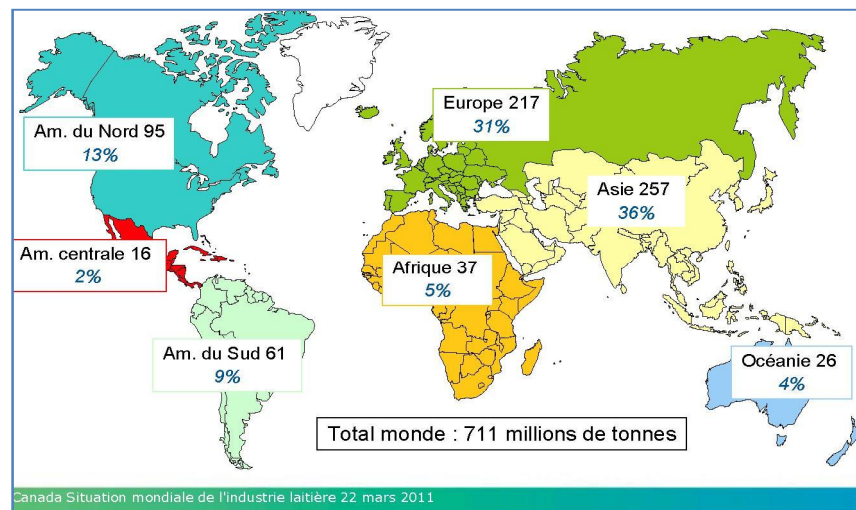 Europe 217
31%
Am. du Nord 95
13%
Asie 257
36%
Am. centrale 16
2%
Afrique 37
5%
Am. du Sud 61
9%
Océanie 26
4%
Total monde : 711 millions de tonnes
Canada Situation mondiale de l'industrie laitière 22 mars 2011